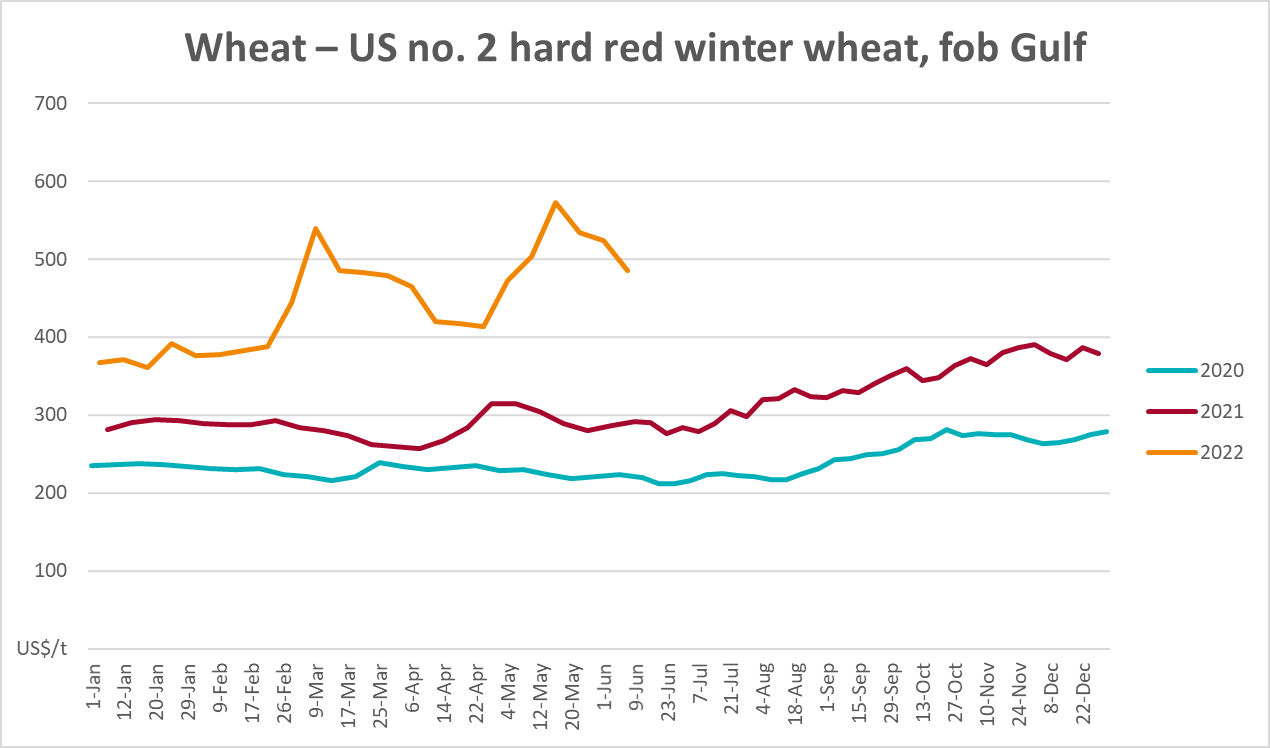 Wheat – US no. 2 hard red winter wheat, fob Gulf
700
600
500
400
300
200
100
US$/t
1-Jan
12-Jan
20-Jan
29-Jan
9-Feb
17-Feb
26-Feb
9-Mar
17-Mar
25-Mar
6-Apr
14-Apr
22-Apr
4-May
12-May
20-May
1-Jun
9-Jun
23-Jun
7-Jul
21-Jul
4-Aug
18-Aug
1-Sep
15-Sep
29-Sep
13-Oct
27-Oct
10-Nov
24-Nov
8-Dec
22-Dec
2020
2021
2022